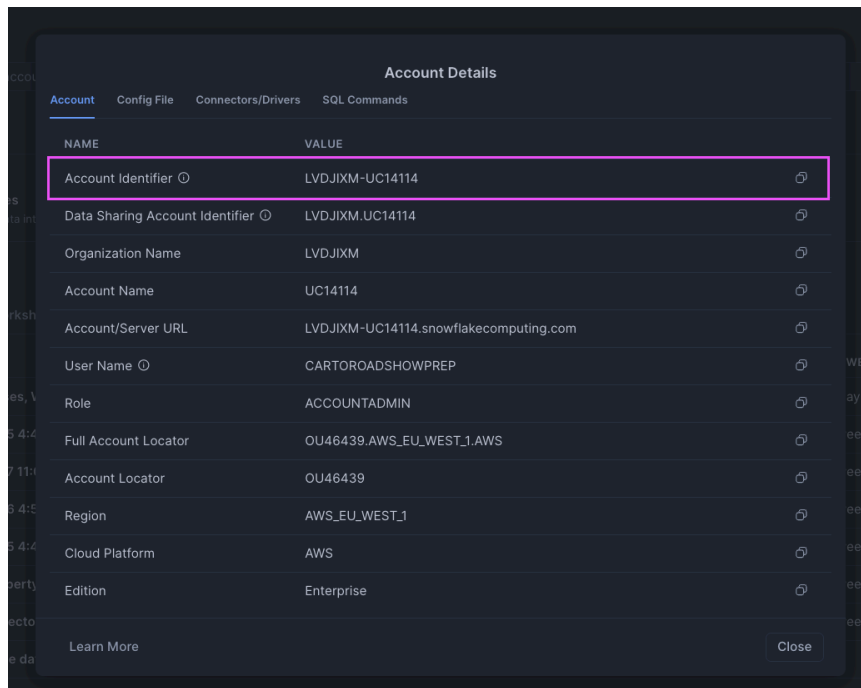 Account Details
Account Config File Connectors/Drivers SQL Commands
NAME VALUE
Account Identifier LVDJIXM-UC14114
Data Sharing Account Identifier LVDJIXM.UC14114
Organization Name LVDJIXM
Account Name UC14114
Account/Server URL LVDJIXM-UC14114.snowflakecomputing.com
User Name CARTOROADSHOWPREP
Role ACCOUNTADMIN
Full Account Locator OU46439.AWS_EU_WEST_1.AWS
Account Locator OU46439
Region AWS_EU_WEST_1
Cloud Platform AWS
Edition Enterprise
Learn More Close